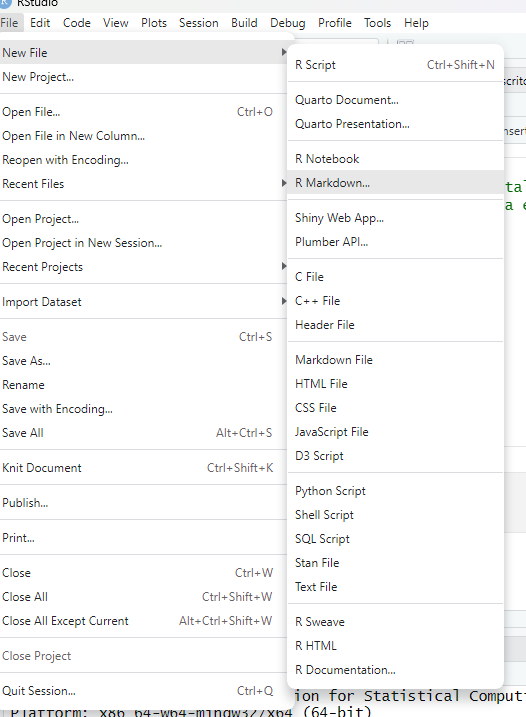 RStudio
File Edit Code View Plots Session Build Debug Profile Tools Help
New File
New Project...
Open File... Ctrl+O
Open File in New Column...
Reopen with Encoding...
Recent Files
Open Project...
Open Project in New Session...
Recent Projects
Import Dataset
Save Ctrl+S
Save As...
Rename
Save with Encoding...
Save All Alt+Ctrl+S
Knit Document Ctrl+Shift+K
Publish...
Print...
Close Ctrl+W
Close All Ctrl+Shift+W
Close All Except Current Alt+Ctrl+Shift+W
Close Project
Quit Session... Ctrl+Q
R Script Ctrl+Shift+N
Quarto Document...
Quarto Presentation...
R Notebook
R Markdown...
Shiny Web App...
Plumber API...
C File
C++ File
Header File
Markdown File
HTML File
CSS File
JavaScript File
D3 Script
Python Script
Shell Script
SQL Script
Stan File
Text File
R Sweave
R HTML
R Documentation...
ion for Statistical Computi
Platform: x86_64-w64-mingw32/x64 (64-bit)